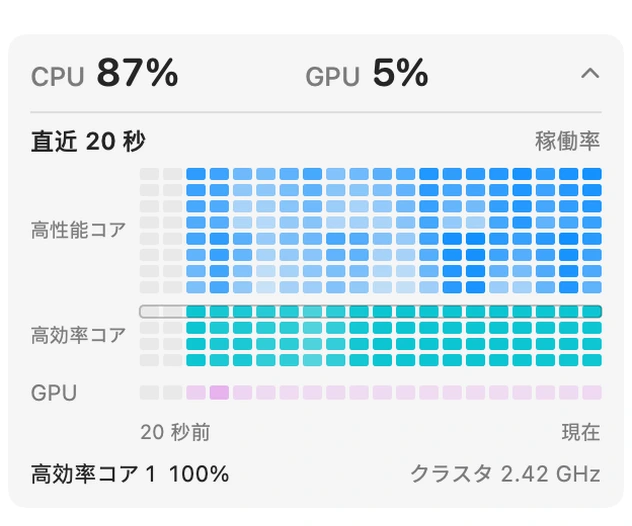 CPU 87% GPU 5%
直近 20 秒 稼働率
高性能コア
高効率コア
GPU
20 秒前 現在
高効率コア 1 100% クラスタ 2.42 GHz